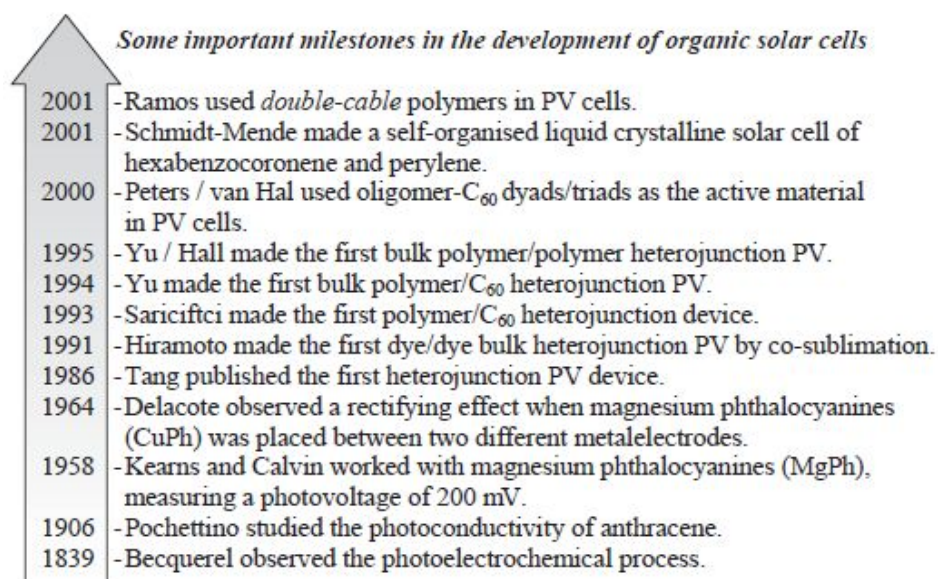 Some important milestones in the development of organic solar cells
2001 -Ramos used double-cable polymers in PV cells.
2001 -Schmidt-Mende made a self-organised liquid crystalline solar cell of
hexabenzocoronene and perylene.
2000 -Peters / van Hal used oligomer-C₆₀ dyads/triads as the active material
in PV cells.
1995 -Yu / Hall made the first bulk polymer/polymer heterojunction PV.
1994 -Yu made the first bulk polymer/C₆₀ heterojunction PV.
1993 -Sariciftci made the first polymer/C₆₀ heterojunction device.
1991 -Hiramoto made the first dye/dye bulk heterojunction PV by co-sublimation.
1986 -Tang published the first heterojunction PV device.
1964 -Delacote observed a rectifying effect when magnesium phthalocyanines
(CuPh) was placed between two different metalelectrodes.
1958 -Kearns and Calvin worked with magnesium phthalocyanines (MgPh),
measuring a photovoltage of 200 mV.
1906 -Pochettino studied the photoconductivity of anthracene.
1839 -Becquerel observed the photoelectrochemical process.